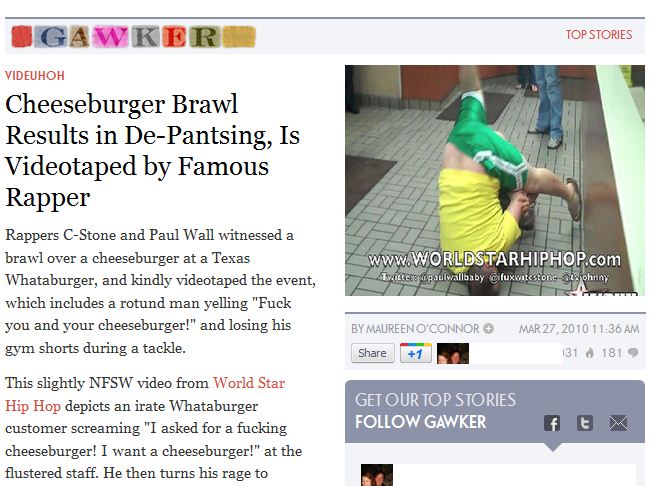 GAWKER
TOP STORIES
VIDEUHOH
Cheeseburger Brawl
Results in De-Pantsing, Is
Videotaped by Famous
Rapper
Rappers C-Stone and Paul Wall witnessed a
brawl over a cheeseburger at a Texas
Whataburger, and kindly videotaped the event,
which includes a rotund man yelling "Fuck
you and your cheeseburger!" and losing his
gym shorts during a tackle.
This slightly NFSW video from World Star
Hip Hop depicts an irate Whataburger
customer screaming "I asked for a fucking
cheeseburger! I want a cheeseburger!" at the
flustered staff. He then turns his rage to
www.WORLDSTARHIPHOP.com
Twitter: @paulwallbaby
BY MAUREEN O'CONNOR
MAR 27, 2010 11:36 AM
Share
+1
181
GET OUR TOP STORIES
FOLLOW GAWKER